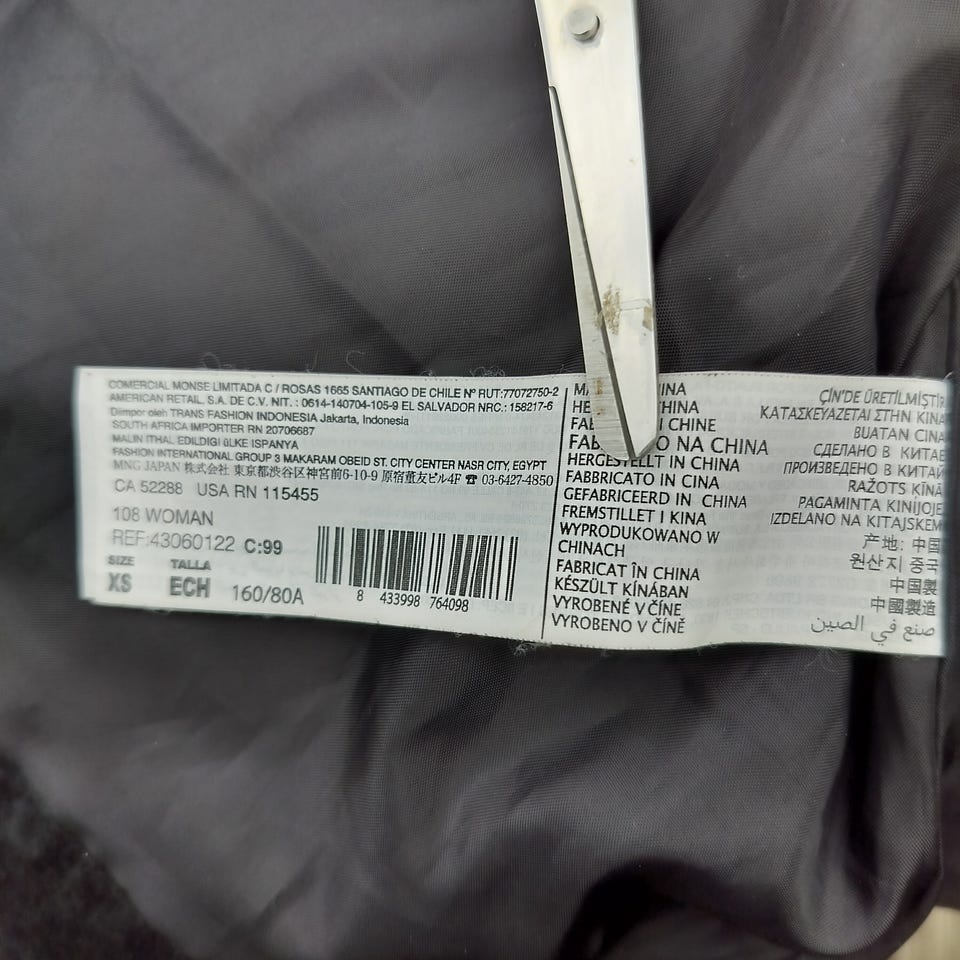 COMERCIAL MONSE LIMITADA C / ROSAS 1665 SANTIAGO DE CHILE Nº RUT:77072750-2
AMERICAN RETAIL, S.A. DE C.V. NIT. : 0614-140704-105-9 EL SALVADOR NRC.: 158217-6
Diimpor oleh TRANS FASHION INDONESIA Jakarta, Indonesia
SOUTH AFRICA IMPORTER RN 20706687
MALIN ITHAL EDILDIGI üLKE ISPANYA
FASHION INTERNATIONAL GROUP 3 MAKARAM OBEID ST. CITY CENTER NASR CITY, EGYPT
MNG JAPAN 株式会社 東京都渋谷区神宮前6-10-9 原宿董友ビル4F ☎ 03-6427-4850
CA 52288 USA RN 115455
108 WOMAN
REF:43060122 C:99
SIZE TALLA
XS ECH 160/80A
8 433998 764098
CHINE
NA CHINA
HERGESTELLT IN CHINA
FABBRICATO IN CINA
GEFABRICEERD IN CHINA
FREMSTILLET I KINA
WYPRODUKOWANO W
CHINACH
FABRICAT ÎN CHINA
KÉSZÜLT KÍNÁBAN
VYROBENÉ V ČÍNE
VYROBENO V ČÍNĚ
ÇİN'DE ÜRETİLMİŞTİR
ΚΑΤΑΣΚΕΥΑΖΕΤΑΙ ΣΤΗΝ ΚΙΝΑ
BUATAN CINA
СДЕЛАНО В КИТАЕ
ПРОИЗВЕДЕНО В КИТАЙ
RAŽOTS ĶĪNĀ
PAGAMINTA KINIJOJE
IZDELANO NA KITAJSKEM
产地: 中国
원산지 중국
中国製
中國製造
صنع في الصين